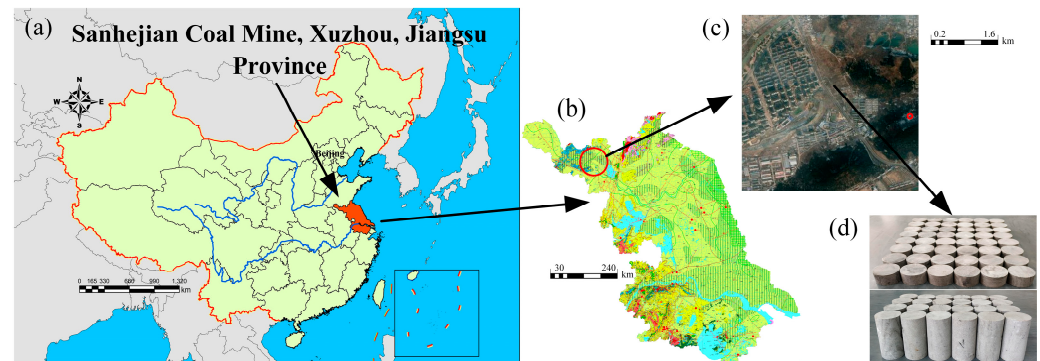 (a)
Sanhejian Coal Mine, Xuzhou, Jiangsu
Province
N
W E
S
Beijing
0 165 330 660 990 1,320
km
(b)
30 240
km
(c)
0.2 1.6
km
(d)